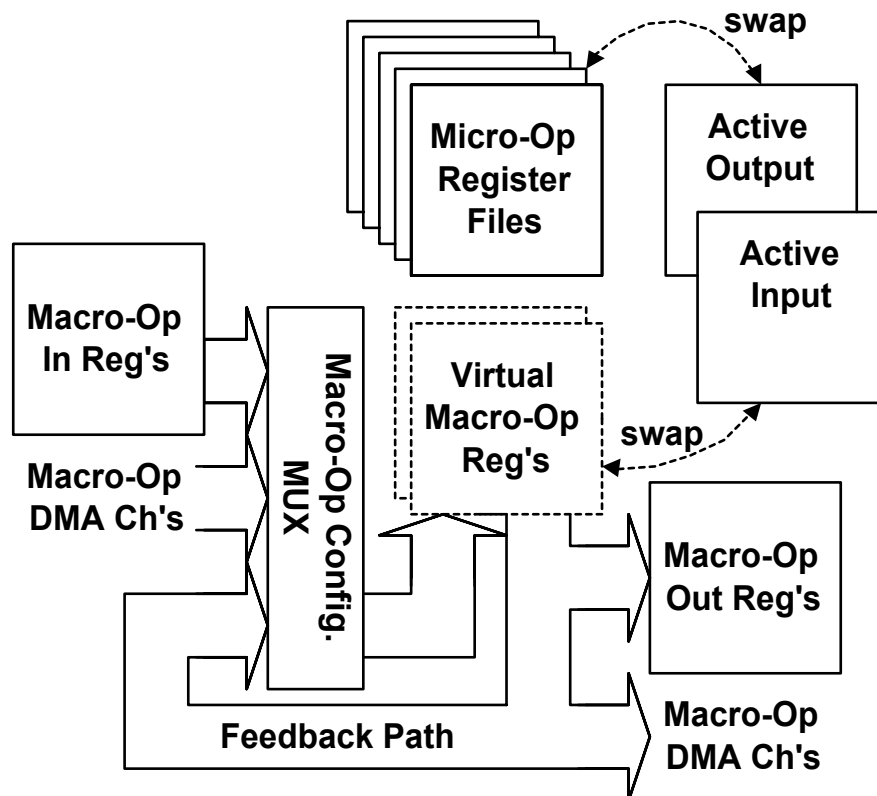 swap
Micro-Op
Register
Files
Active
Output
Active
Input
Macro-Op
In Reg's
Macro-Op Config.
MUX
Virtual
Macro-Op
Reg's
swap
Macro-Op
DMA Ch's
Macro-Op
Out Reg's
Feedback Path
Macro-Op
DMA Ch's